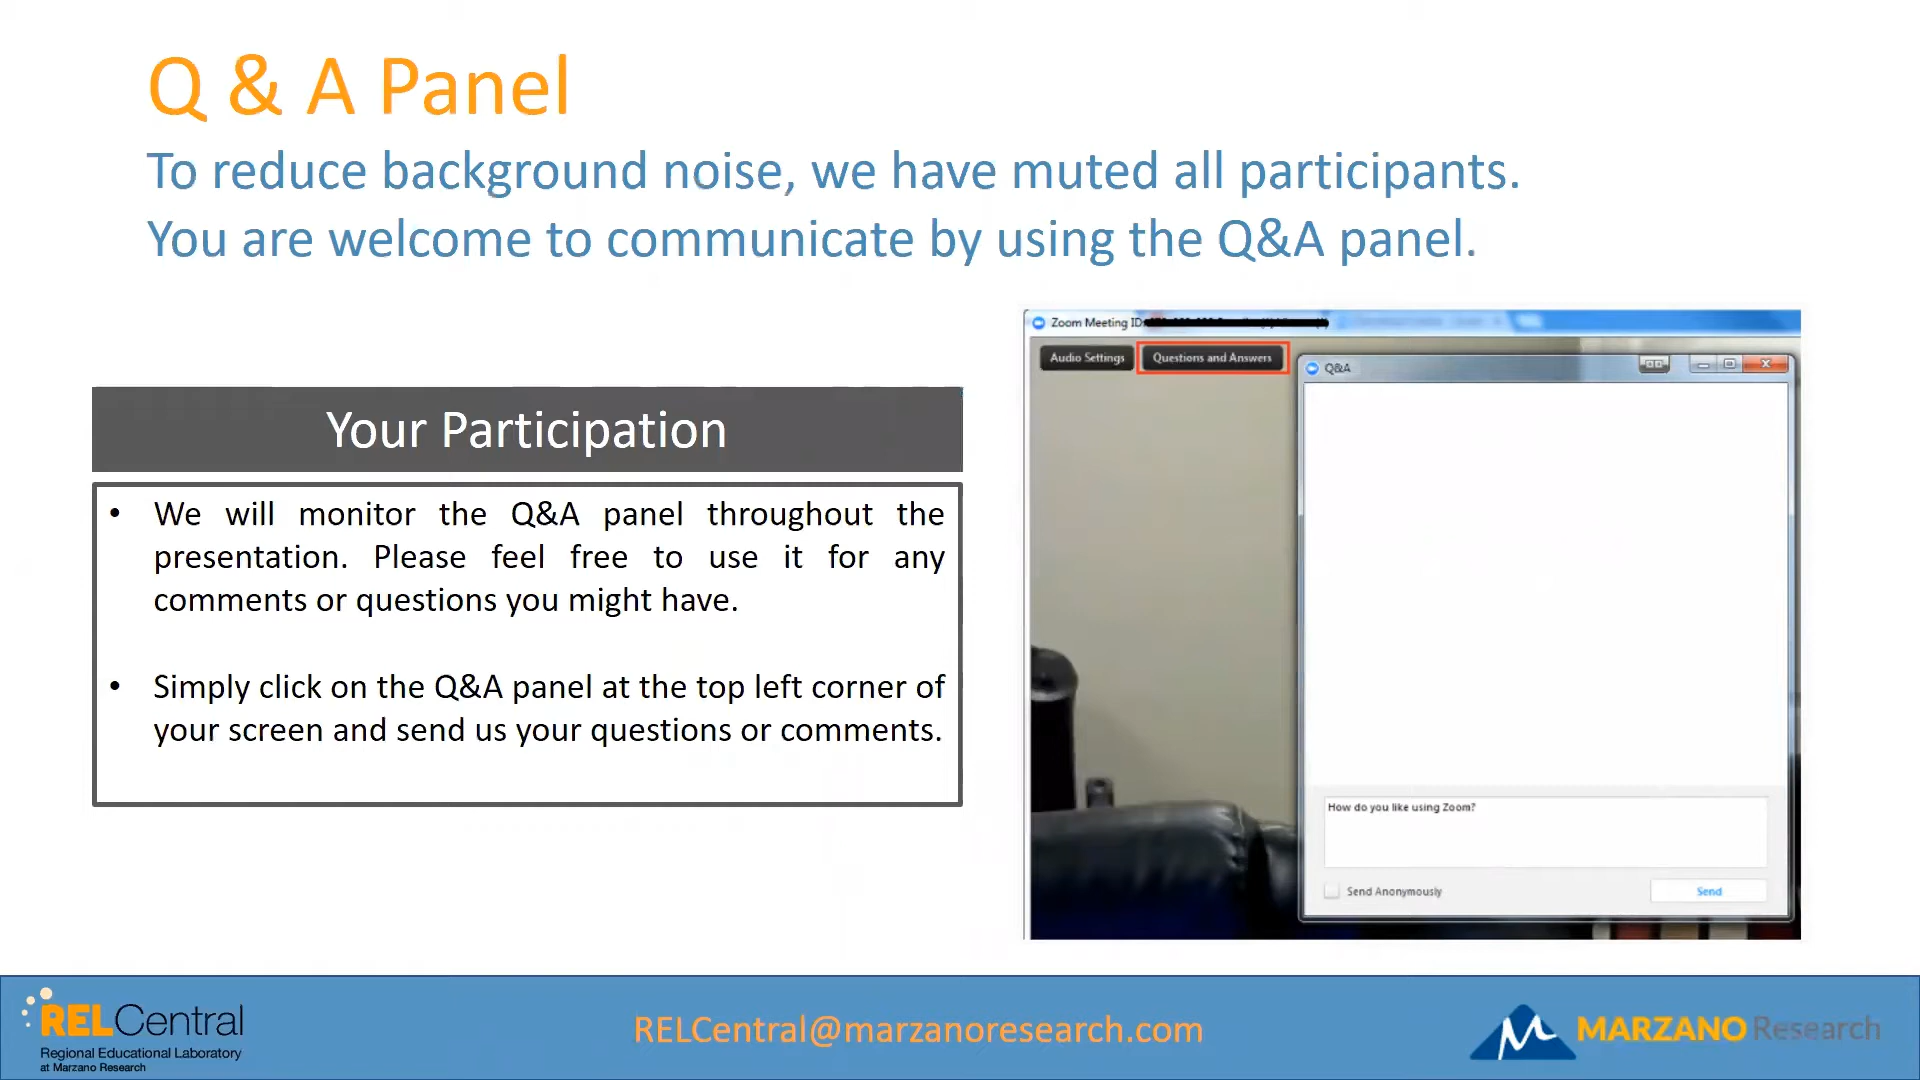 Q & A Panel
To reduce background noise, we have muted all participants.
You are welcome to communicate by using the Q&A panel.
Your Participation
• We will monitor the Q&A panel throughout the
presentation. Please feel free to use it for any
comments or questions you might have.
• Simply click on the Q&A panel at the top left corner of
your screen and send us your questions or comments.
Zoom Meeting ID:
Audio Settings
Questions and Answers
Q&A
How do you like using Zoom?
Send Anonymously
Send
RELCentral
Regional Educational Laboratory
at Marzano Research
RELCentral@marzanoresearch.com
MARZANO Research